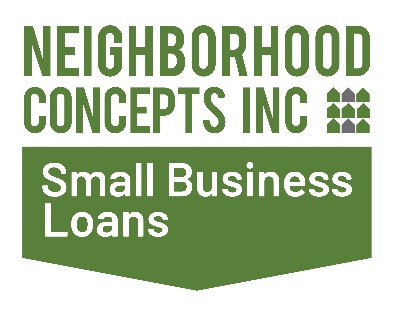 NEIGHBORHOOD
CONCEPTS INC
Small Business
Loans